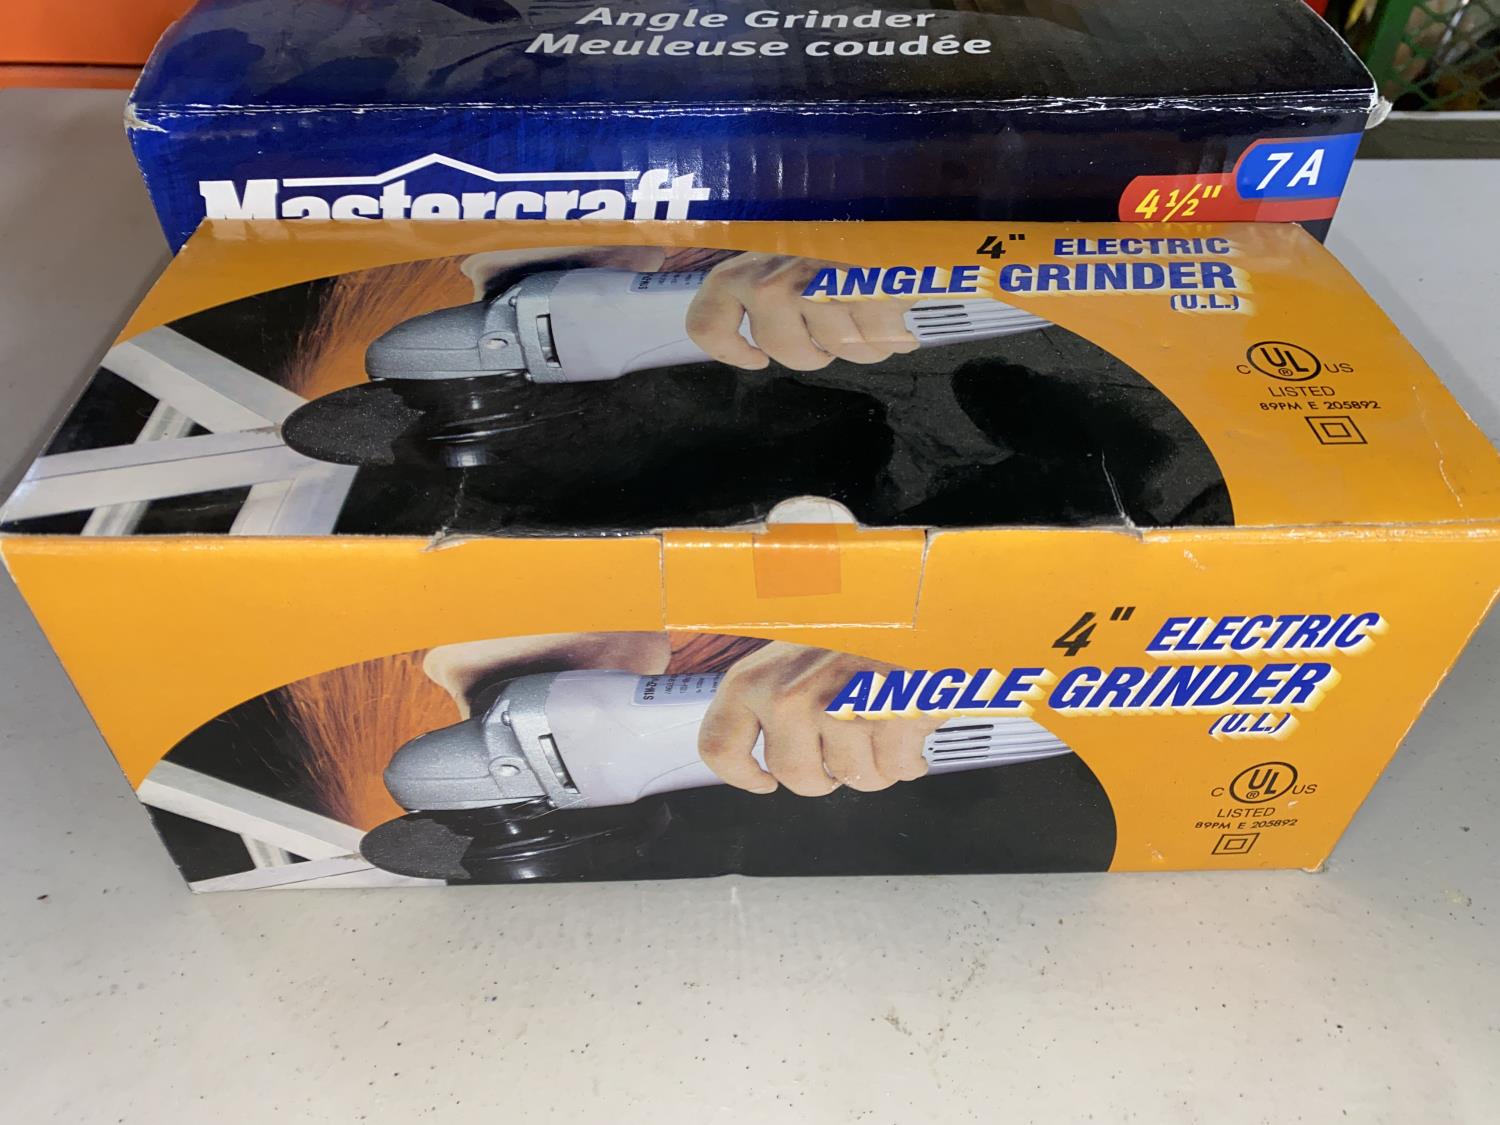 Angle Grinder
Meuleuse coudée
Mastercraft
7 A
4 1/2"
4" ELECTRIC
ANGLE GRINDER
(U.L.)
C UL ® US
LISTED
89PM E 205892
4" ELECTRIC
ANGLE GRINDER
(U.L.)
C UL ® US
LISTED
89PM E 205892